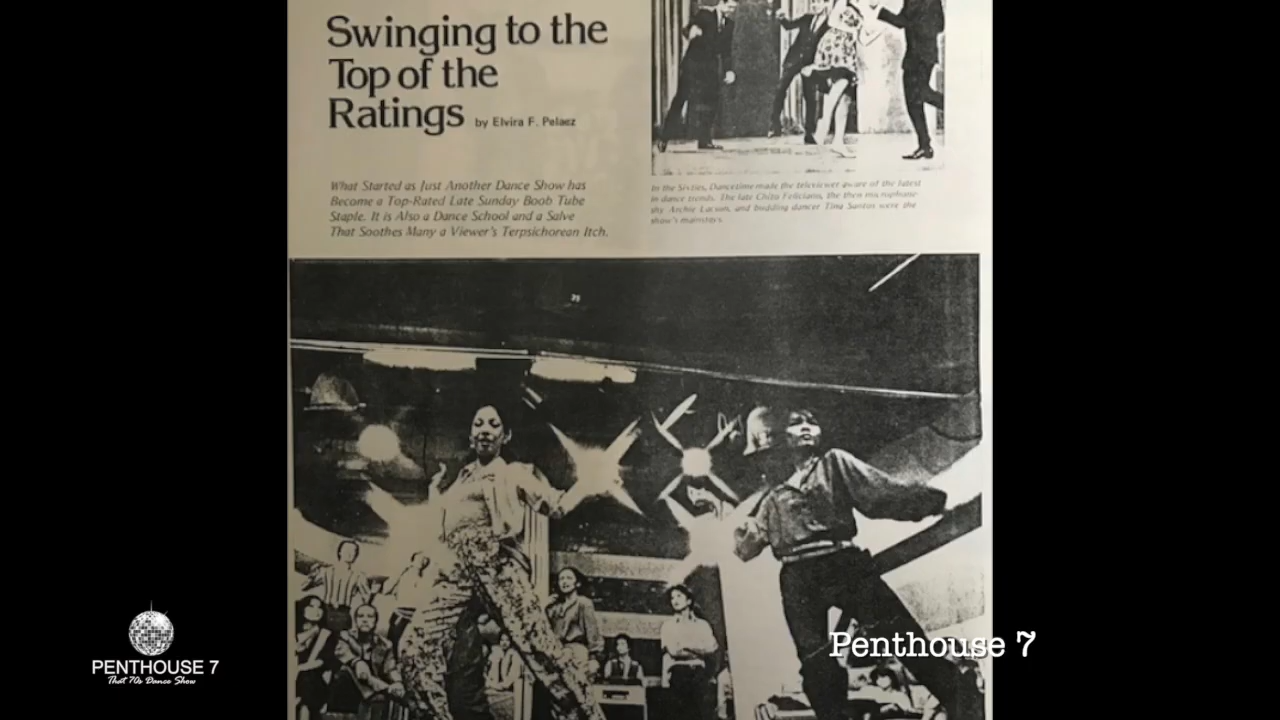 Swinging to the
Top of the
Ratings by Elvira F. Pelaez
What Started as Just Another Dance Show has
Become a Top-Rated Late Sunday Boob Tube
Staple. It is Also a Dance School and a Salve
That Soothes Many a Viewer's Terpsichorean Itch.
In the Sixties, Dancetime made the televiewer aware of the latest
in dance trends. The late Chito Feliciano, the then microphone-
shy Archie Lacson, and budding dancer Tina Santos were the
show's mainstays.
PENTHOUSE 7
That 70s Dance Show
Penthouse 7